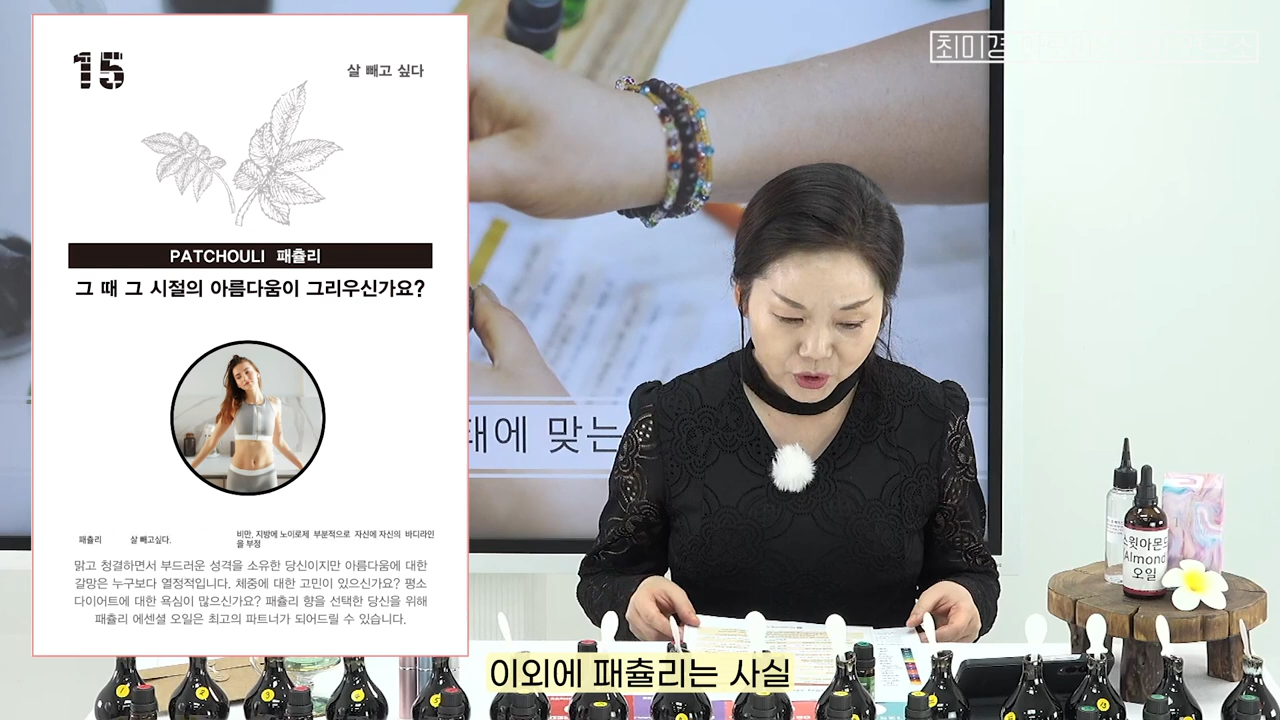 15
살 빼고 싶다
PATCHOULI 패츌리
그 때 그 시절의 아름다움이 그리우신가요?
패츌리 살 빼고싶다. 비만, 지방에 노이로제 부분적으로 자신에 자신의 바디라인
을 부정
맑고 청결하면서 부드러운 성격을 소유한 당신이지만 아름다움에 대한
갈망은 누구보다 열정적입니다. 체중에 대한 고민이 있으신가요? 평소
다이어트에 대한 욕심이 많으신가요? 패츌리 향을 선택한 당신을 위해
패츌리 에센셜 오일은 최고의 파트너가 되어드릴 수 있습니다.
최미경
태에 맞는
스윗아몬드
Almond
오일
이외에 패츌리는 사실